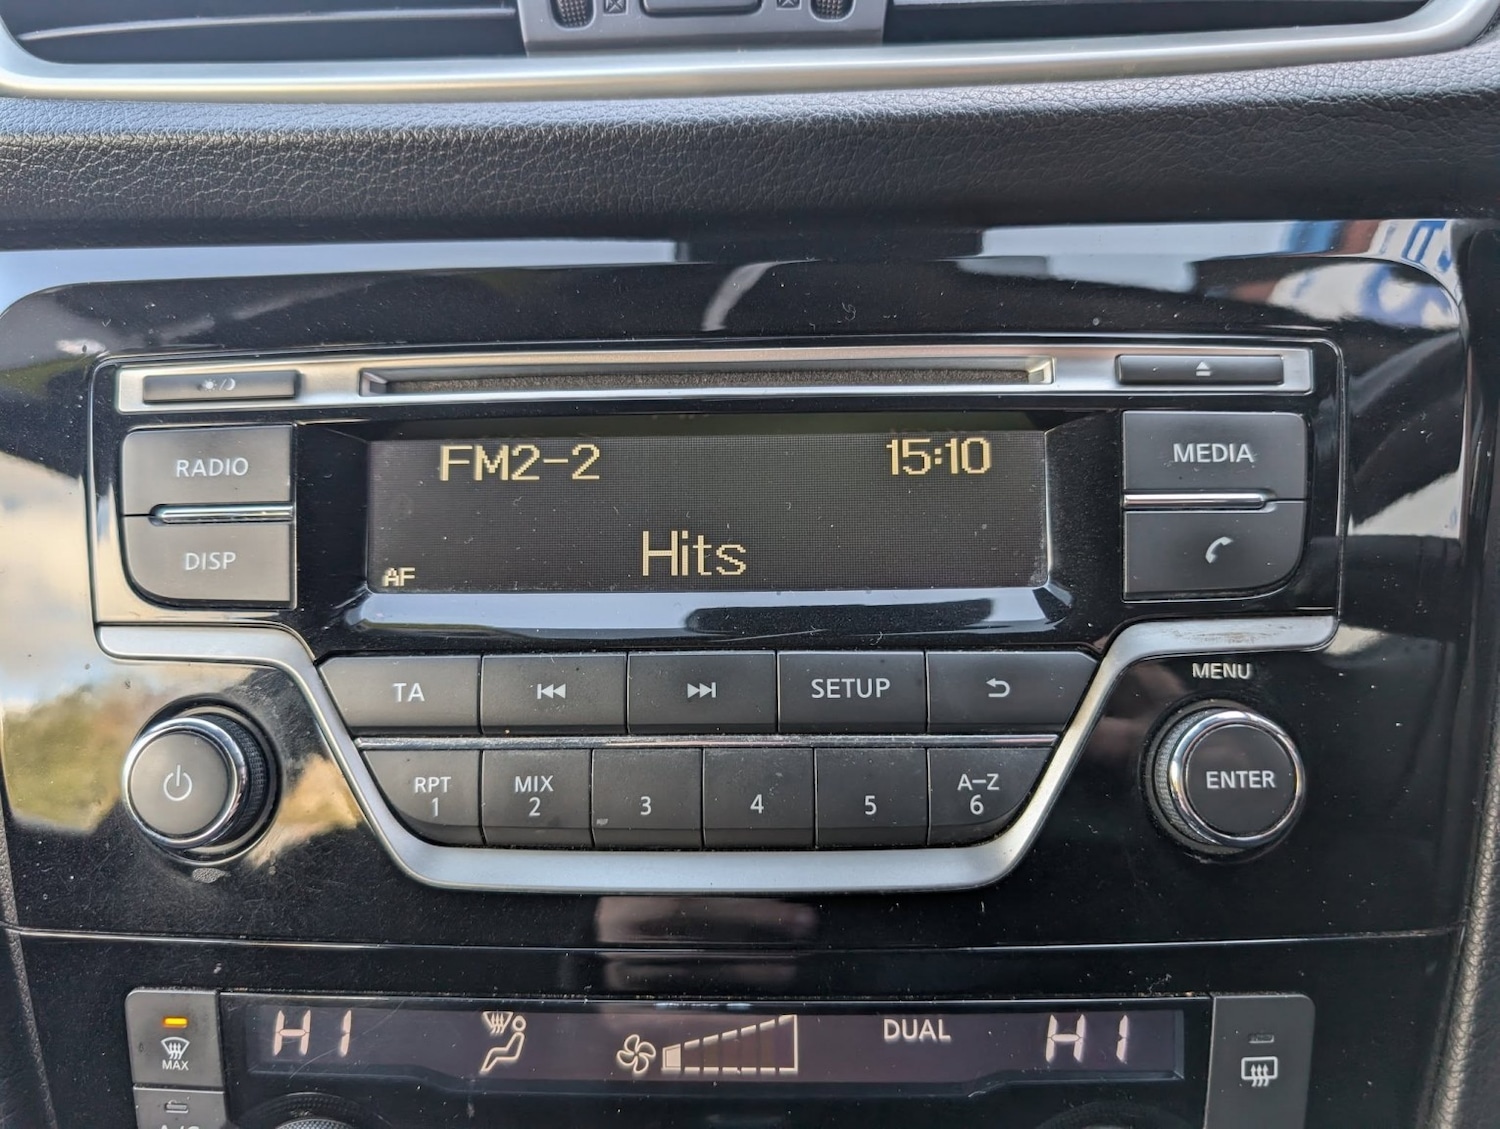 FM2-2 15:10
Hits
AF
RADIO
DISP
MEDIA
TA
SETUP
MENU
RPT
1
MIX
2
3
4
5
A-Z
6
ENTER
HI
DUAL
HI
MAX